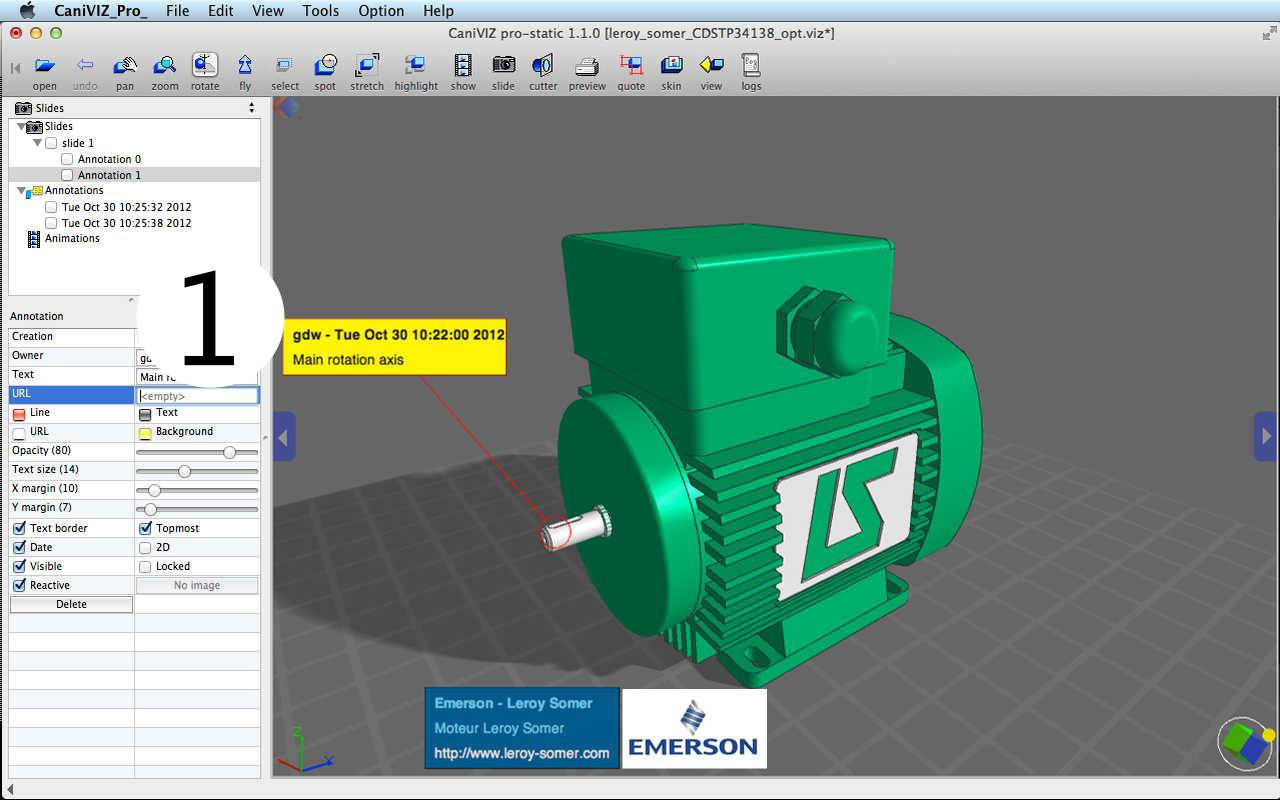 CaniVIZ_Pro_ File Edit View Tools Option Help
CaniVIZ pro-static 1.1.0 [leroy_somer_CDSTP34138_opt.viz*]
open undo pan zoom rotate fly select spot stretch highlight show slide cutter preview quote skin view logs
Slides
Slides
slide 1
Annotation 0
Annotation 1
Annotations
Tue Oct 30 10:25:32 2012
Tue Oct 30 10:25:38 2012
Animations
1
Annotation
Creation
Owner
Text Main
URL <empty>
Line Text
URL Background
Opacity (80)
Text size (14)
X margin (10)
Y margin (7)
Text border Topmost
Date 2D
Visible Locked
Reactive No image
Delete
gdw - Tue Oct 30 10:22:00 2012
Main rotation axis
LS
Emerson - Leroy Somer
Moteur Leroy Somer
http://www.leroy-somer.com
EMERSON
Z
X